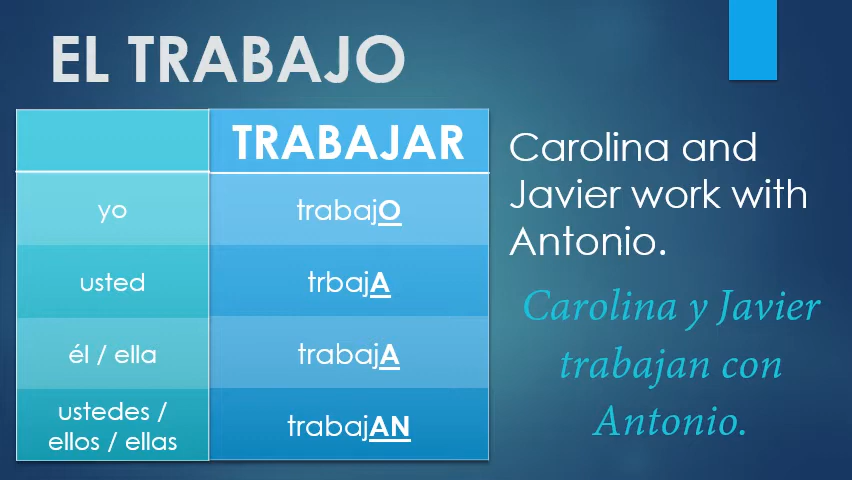 EL TRABAJO
TRABAJAR
yo trabajO
usted trbajA
él / ella trabajA
ustedes /
ellos / ellas trabajAN
Carolina and
Javier work with
Antonio.
Carolina y Javier
trabajan con
Antonio.